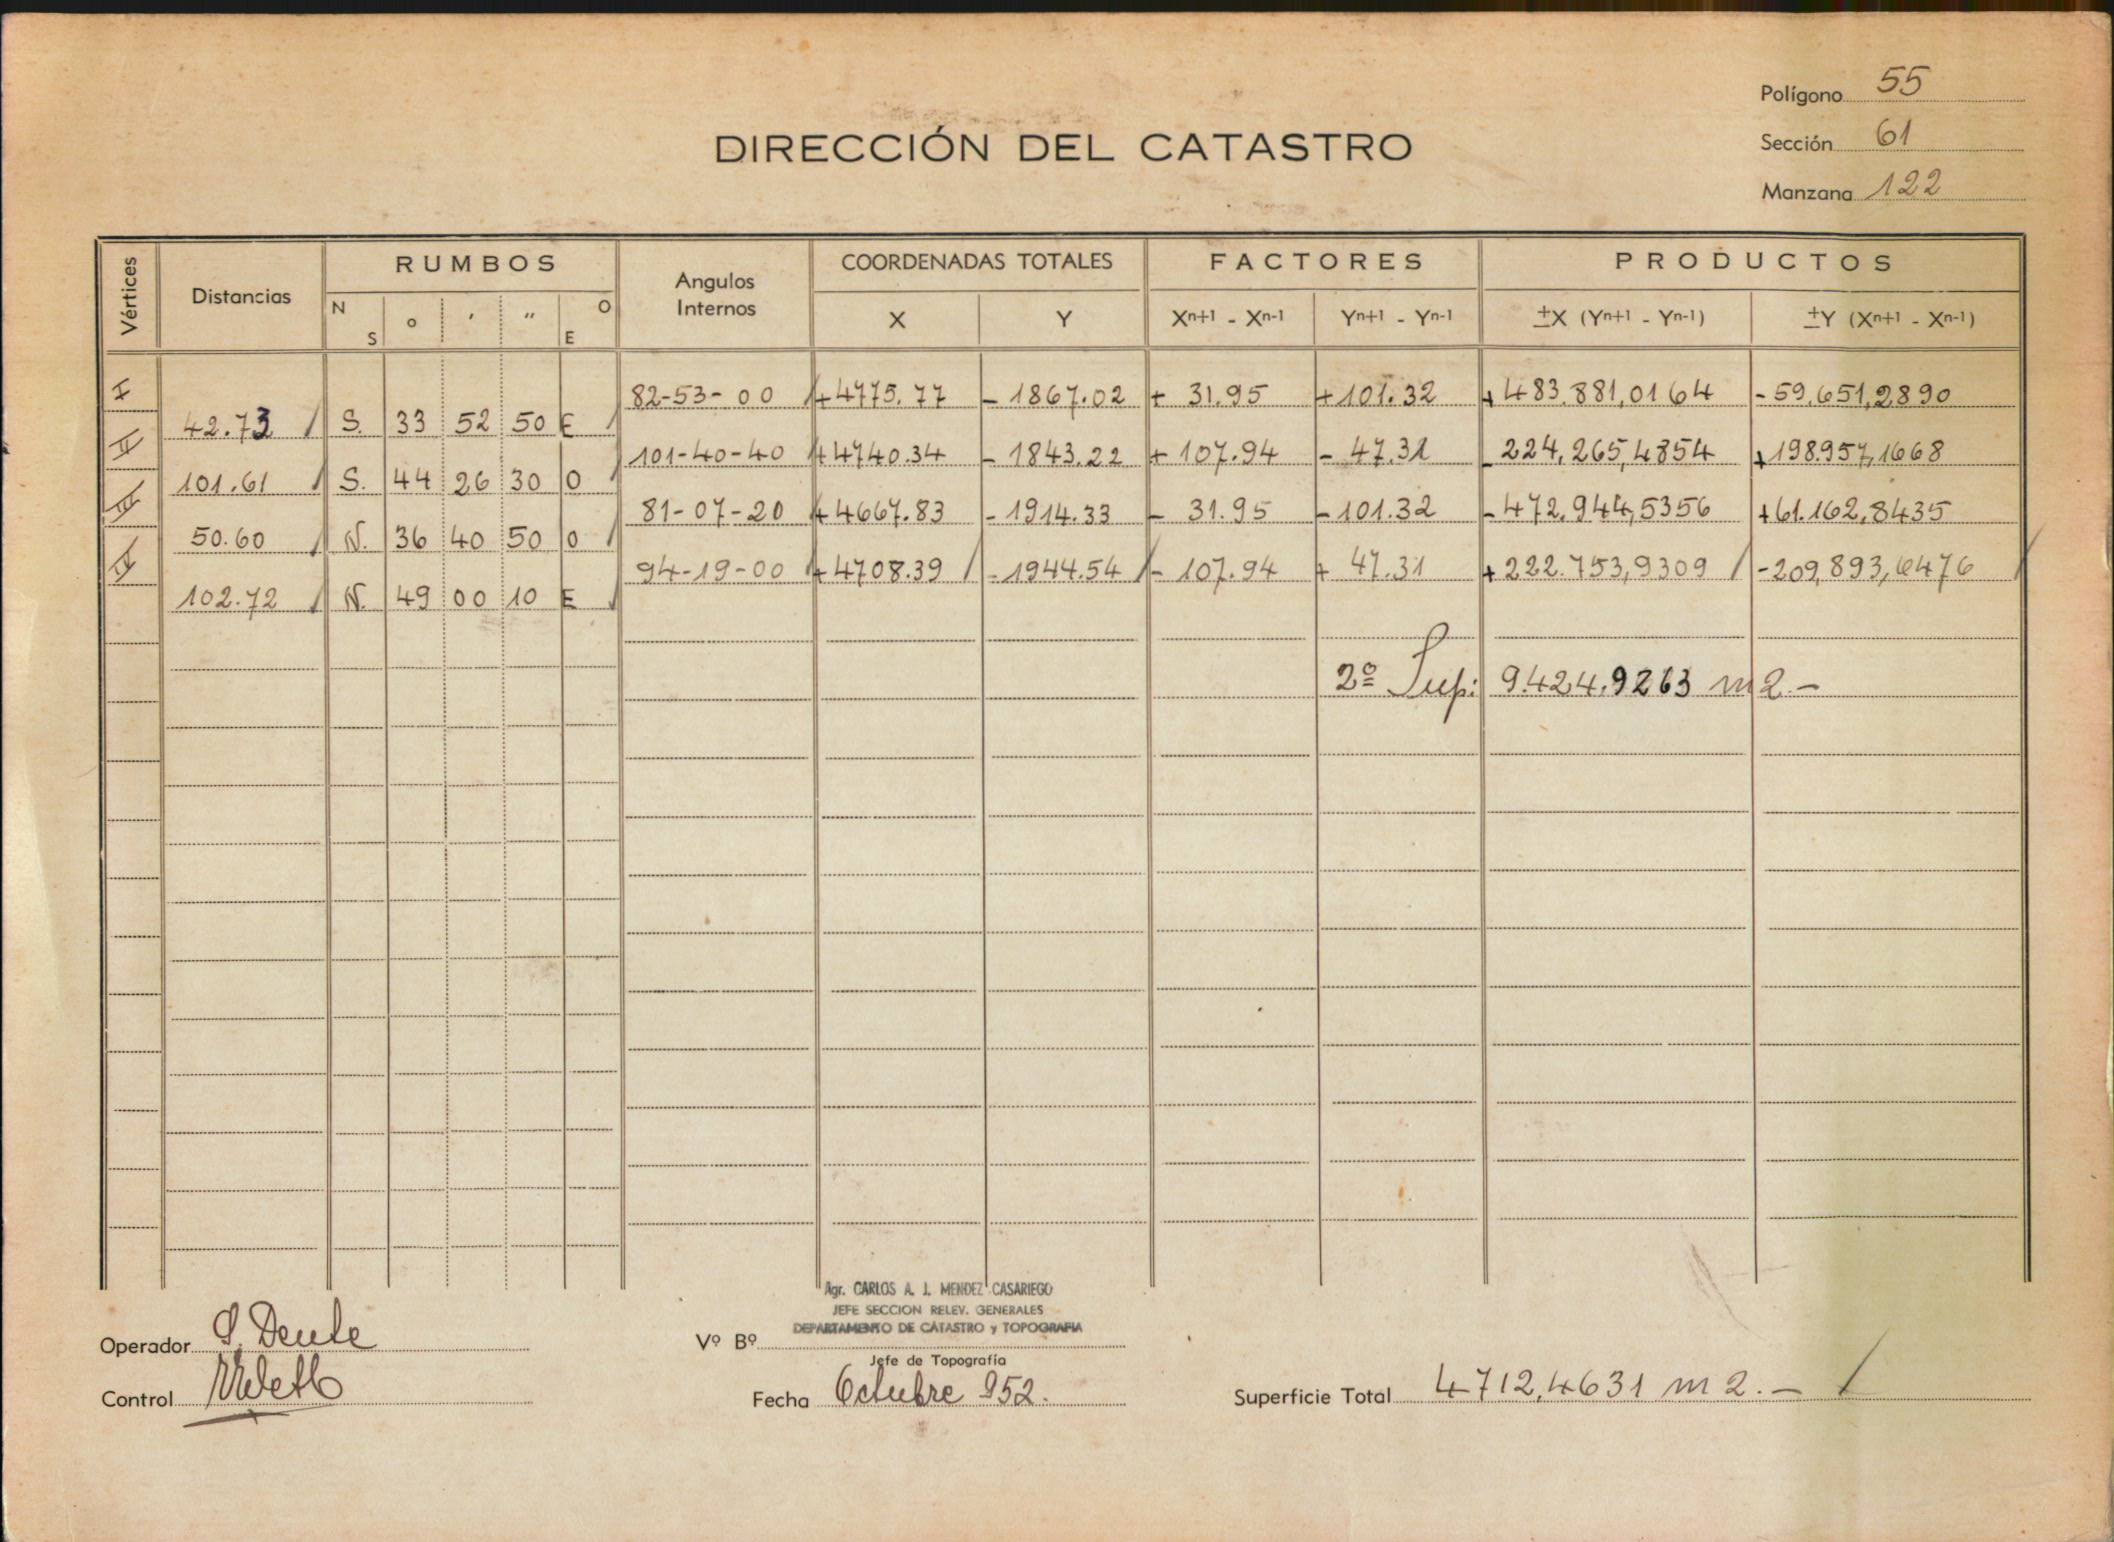 Polígono 55
DIRECCIÓN DEL CATASTRO
Sección 61
Manzana 122
Vértices Distancias RUMBOS Angulos Internos COORDENADAS TOTALES FACTORES PRODUCTOS
N S o ′ ″ O E X Y Xn+1 - Xn-1 Yn+1 - Yn-1 ±X (Yn+1 - Yn-1) ±Y (Xn+1 - Xn-1)
I 82-53-00 +4775.77 - 1867.02 + 31.95 +101.32 +483.881,0164 -59.651,2890
42.73 S. 33 52 50 E
II 101-40-40 +4740.34 - 1843.22 + 107.94 - 47.31 -224,265,4854 +198.957,1668
101.61 S. 44 26 30 O
III 81-07-20 +4667.83 -1914.33 - 31.95 -101.32 -472,944,5356 +61.162,8435
50.60 N. 36 40 50 O
IV 94-19-00 +4708.39 -1944.54 - 107.94 + 47.31 +222.753,9309 -209,893,6476
102.72 N. 49 00 10 E
2º Sup: 9.424.9263 m2.-
Agr. CARLOS A. J. MENDEZ CASARIEGO
JEFE SECCION RELEV. GENERALES
DEPARTAMENTO DE CATASTRO y TOPOGRAFIA
Operador S. Deule
Vº Bº
Jefe de Topografía
Control
Fecha Octubre 952.
Superficie Total 4712,4631 m2.-